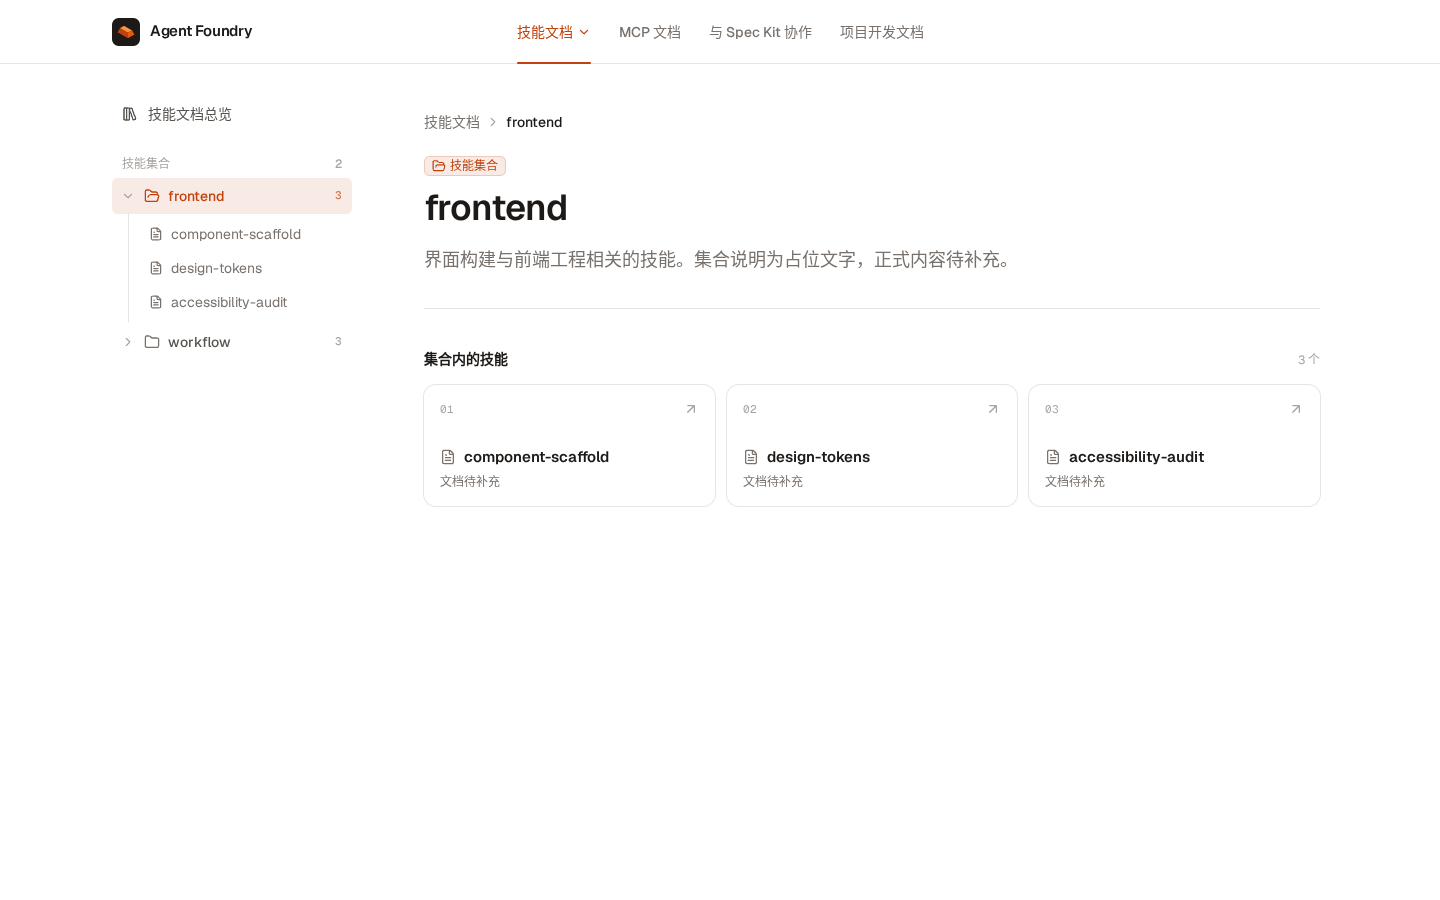 Agent Foundry
技能文档
MCP 文档
与 Spec Kit 协作
项目开发文档
技能文档总览
技能集合
2
frontend
3
component-scaffold
design-tokens
accessibility-audit
workflow
3
技能文档 frontend
技能集合
frontend
界面构建与前端工程相关的技能。集合说明为占位文字，正式内容待补充。
集合内的技能
3 个
01
component-scaffold
文档待补充
02
design-tokens
文档待补充
03
accessibility-audit
文档待补充